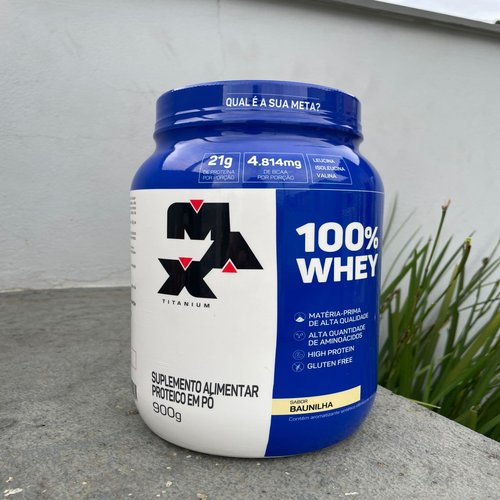 QUAL É A SUA META?
21g
DE PROTEÍNA
POR PORÇÃO
4.814mg
DE BCAA
POR PORÇÃO
LEUCINA
ISOLEUCINA
VALINA
MAX
TITANIUM
100%
WHEY
MATÉRIA-PRIMA
DE ALTA QUALIDADE
ALTA QUANTIDADE
DE AMINOÁCIDOS
HIGH PROTEIN
GLUTEN FREE
SUPLEMENTO ALIMENTAR
PROTEICO EM PÓ
900g
SABOR
BAUNILHA
Contém aromatizante